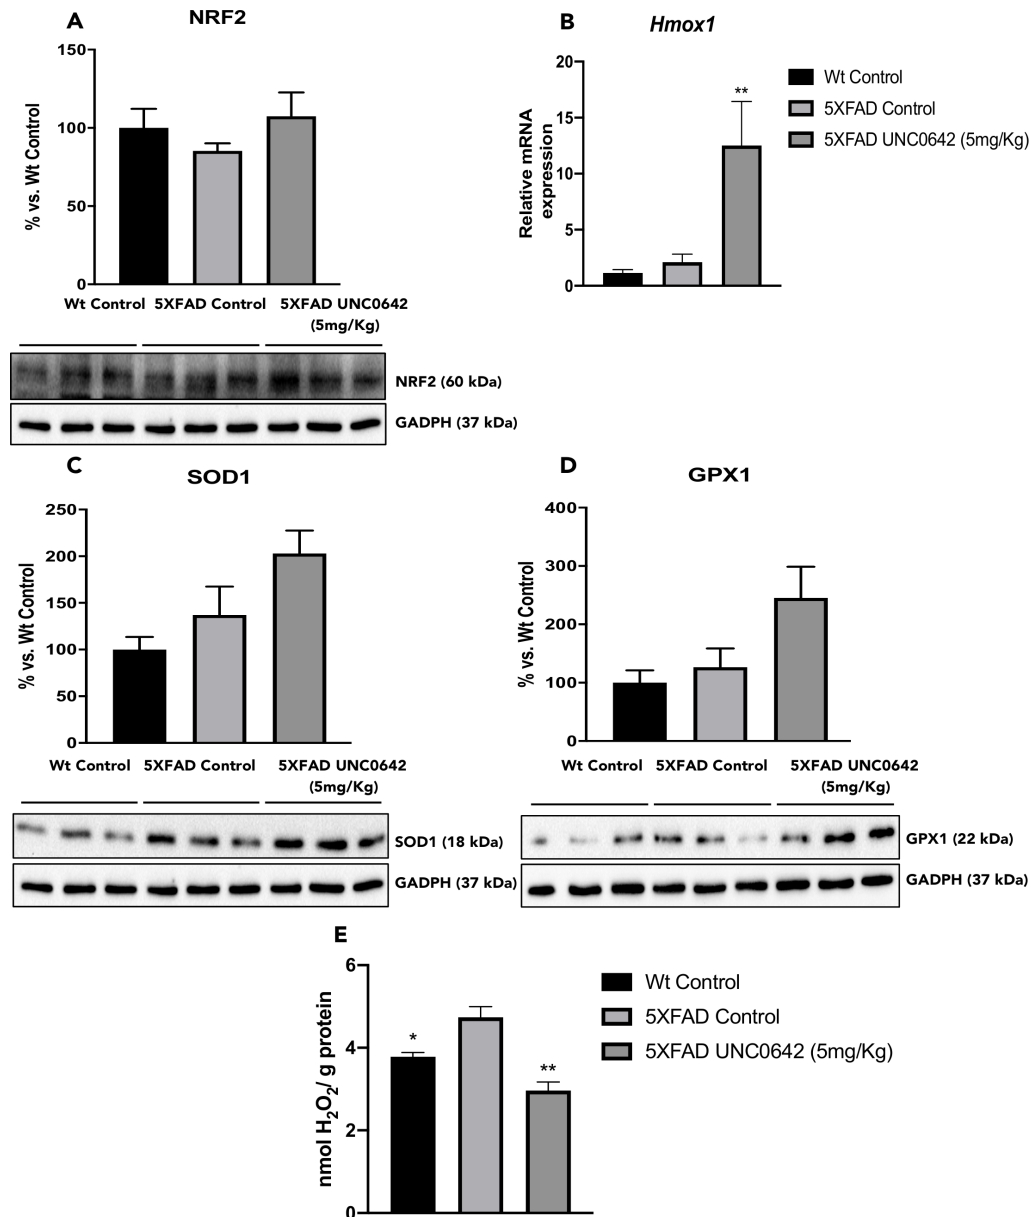 A
NRF2
150
100
50
0
% vs. Wt Control
Wt Control 5XFAD Control 5XFAD UNC0642
(5mg/Kg)
NRF2 (60 kDa)
GADPH (37 kDa)
B
Hmox1
20
15
10
5
0
Relative mRNA
expression
**
Wt Control
5XFAD Control
5XFAD UNC0642 (5mg/Kg)
C
SOD1
250
200
150
100
50
0
% vs. Wt Control
Wt Control 5XFAD Control 5XFAD UNC0642
(5mg/Kg)
SOD1 (18 kDa)
GADPH (37 kDa)
D
GPX1
400
300
200
100
0
% vs. Wt Control
Wt Control 5XFAD Control 5XFAD UNC0642
(5mg/Kg)
GPX1 (22 kDa)
GADPH (37 kDa)
E
6
4
2
0
nmol H₂O₂/ g protein
*
**
Wt Control
5XFAD Control
5XFAD UNC0642 (5mg/Kg)